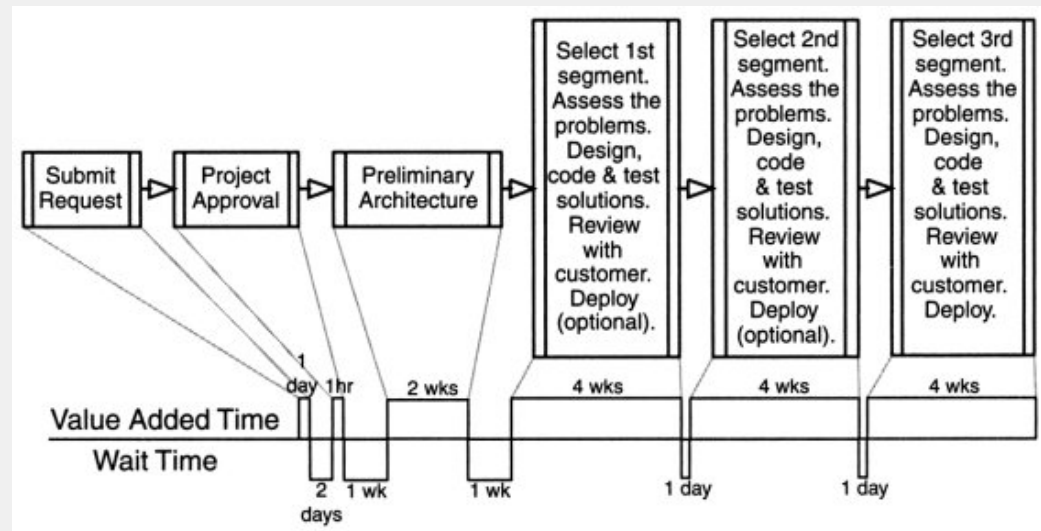 Submit
Request
Project
Approval
Preliminary
Architecture
Select 1st
segment.
Assess the
problems.
Design,
code & test
solutions.
Review
with
customer.
Deploy
(optional).
Select 2nd
segment.
Assess the
problems.
Design,
code
& test
solutions.
Review
with
customer.
Deploy
(optional).
Select 3rd
segment.
Assess the
problems.
Design,
code
& test
solutions.
Review
with
customer.
Deploy.
1
day 1hr
2 wks
4 wks
4 wks
4 wks
Value Added Time
Wait Time
2
days
1 wk
1 wk
1 day
1 day